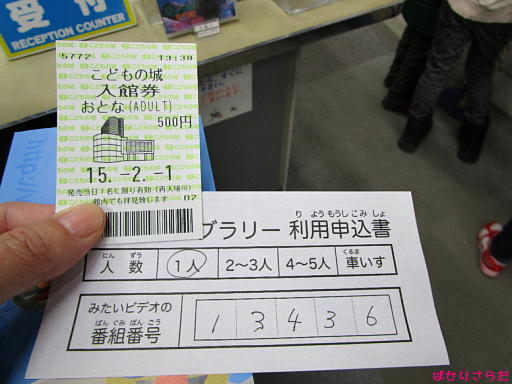 受付
RECEPTION COUNTER
5772 13:38
こどもの城
入館券
おとな(ADULT)
500円
15.-2.-1
発売当日1名に限り有効(再入場可)
館内でも拝見致します 02
ブラリー 利用申込書
りようもうしこみしょ
にんずう
人数 1人 2〜3人 4〜5人 車いす
くるま
みたいビデオの
ばんぐみばんごう
番組番号
1 3 4 3 6
ぱせりさらだ